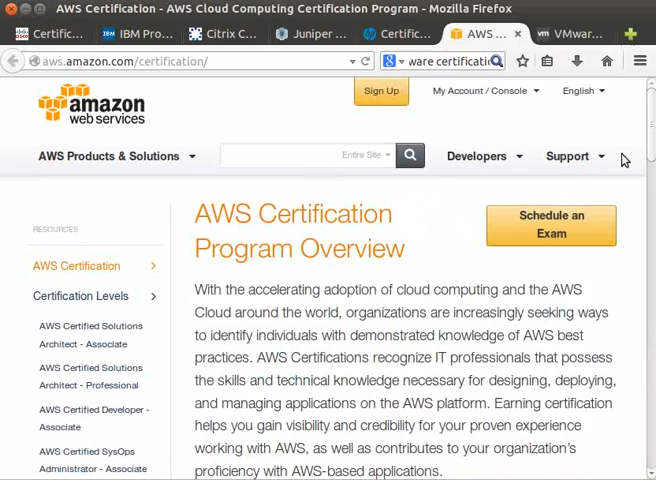 AWS Certification - AWS Cloud Computing Certification Program - Mozilla Firefox
Certific...
IBM Pro...
Citrix C...
Juniper ...
Certific...
AWS ...
VMwar...
aws.amazon.com/certification/
ware certificati
amazon
web services
Sign Up
My Account / Console
English
AWS Products & Solutions
Entire Site
Developers
Support
RESOURCES
AWS Certification
Certification Levels
AWS Certified Solutions
Architect - Associate
AWS Certified Solutions
Architect - Professional
AWS Certified Developer -
Associate
AWS Certified SysOps
Administrator - Associate
AWS Certification
Program Overview
Schedule an
Exam
With the accelerating adoption of cloud computing and the AWS
Cloud around the world, organizations are increasingly seeking ways
to identify individuals with demonstrated knowledge of AWS best
practices. AWS Certifications recognize IT professionals that possess
the skills and technical knowledge necessary for designing, deploying,
and managing applications on the AWS platform. Earning certification
helps you gain visibility and credibility for your proven experience
working with AWS, as well as contributes to your organization's
proficiency with AWS-based applications.